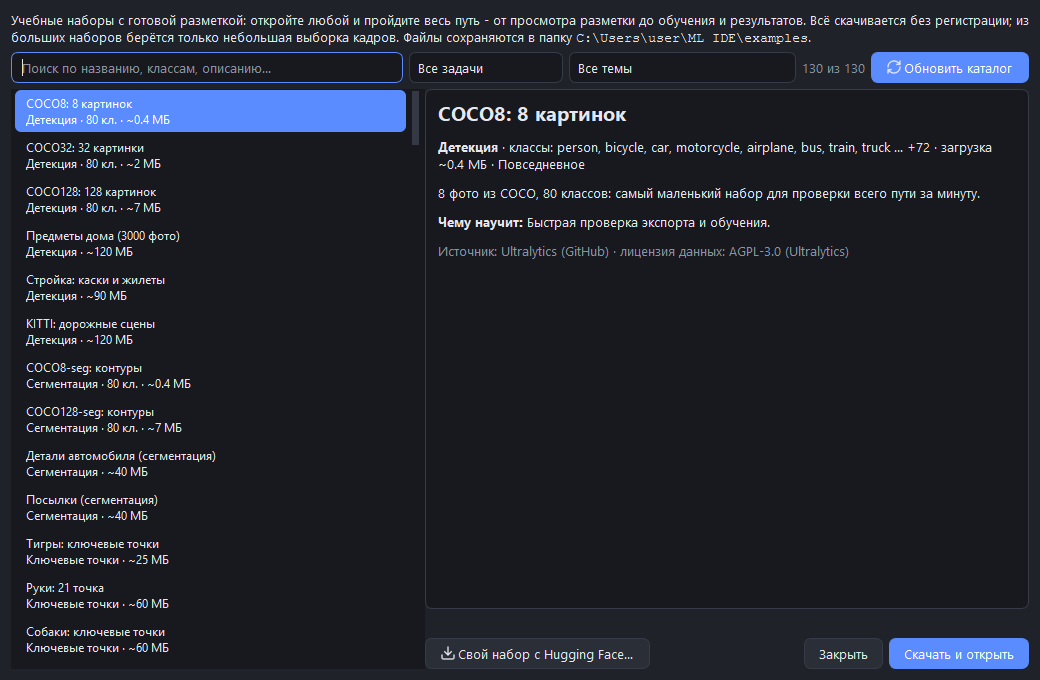 Учебные наборы с готовой разметкой: откройте любой и пройдите весь путь - от просмотра разметки до обучения и результатов. Всё скачивается без регистрации; из
больших наборов берётся только небольшая выборка кадров. Файлы сохраняются в папку C:\Users\user\ML IDE\examples.
Поиск по названию, классам, описанию...
Все задачи
Все темы
130 из 130
Обновить каталог
COCO8: 8 картинок
Детекция · 80 кл. · ~0.4 МБ
COCO32: 32 картинки
Детекция · 80 кл. · ~2 МБ
COCO128: 128 картинок
Детекция · 80 кл. · ~7 МБ
Предметы дома (3000 фото)
Детекция · ~120 МБ
Стройка: каски и жилеты
Детекция · ~90 МБ
KITTI: дорожные сцены
Детекция · ~120 МБ
COCO8-seg: контуры
Сегментация · 80 кл. · ~0.4 МБ
COCO128-seg: контуры
Сегментация · 80 кл. · ~7 МБ
Детали автомобиля (сегментация)
Сегментация · ~40 МБ
Посылки (сегментация)
Сегментация · ~40 МБ
Тигры: ключевые точки
Ключевые точки · ~25 МБ
Руки: 21 точка
Ключевые точки · ~60 МБ
Собаки: ключевые точки
Ключевые точки · ~60 МБ
COCO8: 8 картинок
Детекция · классы: person, bicycle, car, motorcycle, airplane, bus, train, truck ... +72 · загрузка
~0.4 МБ · Повседневное
8 фото из COCO, 80 классов: самый маленький набор для проверки всего пути за минуту.
Чему научит: Быстрая проверка экспорта и обучения.
Источник: Ultralytics (GitHub) · лицензия данных: AGPL-3.0 (Ultralytics)
Свой набор с Hugging Face...
Закрыть
Скачать и открыть